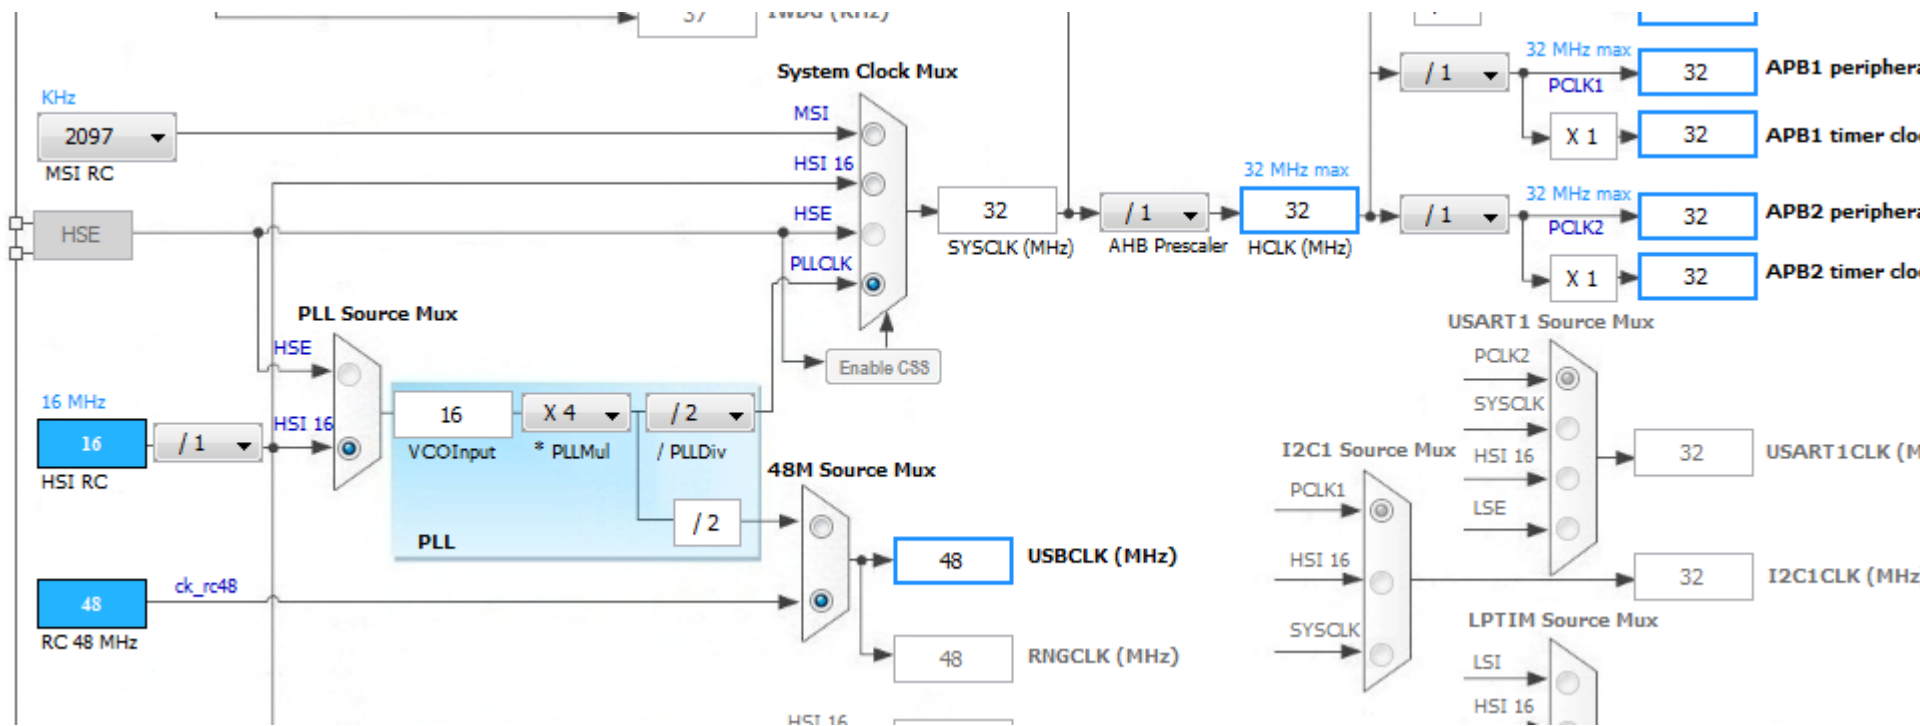 37
IWDG (KHz)
System Clock Mux
KHz
2097
MSI RC
MSI
HSI 16
HSE
PLLCLK
HSE
32
SYSCLK (MHz)
/ 1
AHB Prescaler
32 MHz max
32
HCLK (MHz)
/ 1
32 MHz max
PCLK1
32
APB1 periphera
X 1
32
APB1 timer clo
/ 1
32 MHz max
PCLK2
32
APB2 periphera
X 1
32
APB2 timer clo
Enable CSS
PLL Source Mux
HSE
HSI 16
16 MHz
16
HSI RC
/ 1
16
VCOInput
X 4
* PLLMul
/ 2
/ PLLDiv
/ 2
PLL
48M Source Mux
48
USBCLK (MHz)
48
RNGCLK (MHz)
48
RC 48 MHz
ck_rc48
USART1 Source Mux
PCLK2
SYSCLK
HSI 16
LSE
32
USART1CLK (M
I2C1 Source Mux
PCLK1
HSI 16
SYSCLK
32
I2C1CLK (MHz
LPTIM Source Mux
LSI
HSI 16
HSI 16